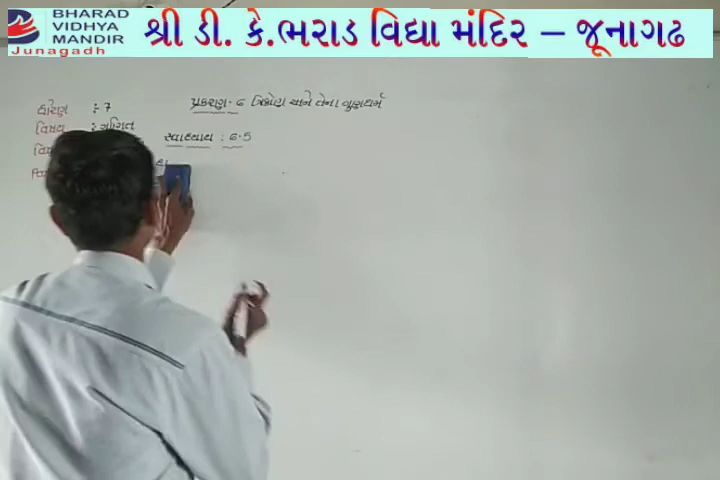 BHARAD
VIDHYA
MANDIR
Junagadh
શ્રી ડી. કે.ભરાડ વિદ્યા મંદિર – જૂનાગઢ
ધોરણ : 7
પ્રકરણ - 6 ત્રિકોણ અને તેના ગુણધર્મ
વિષય : ગણિત
સ્વાધ્યાય : 6.5